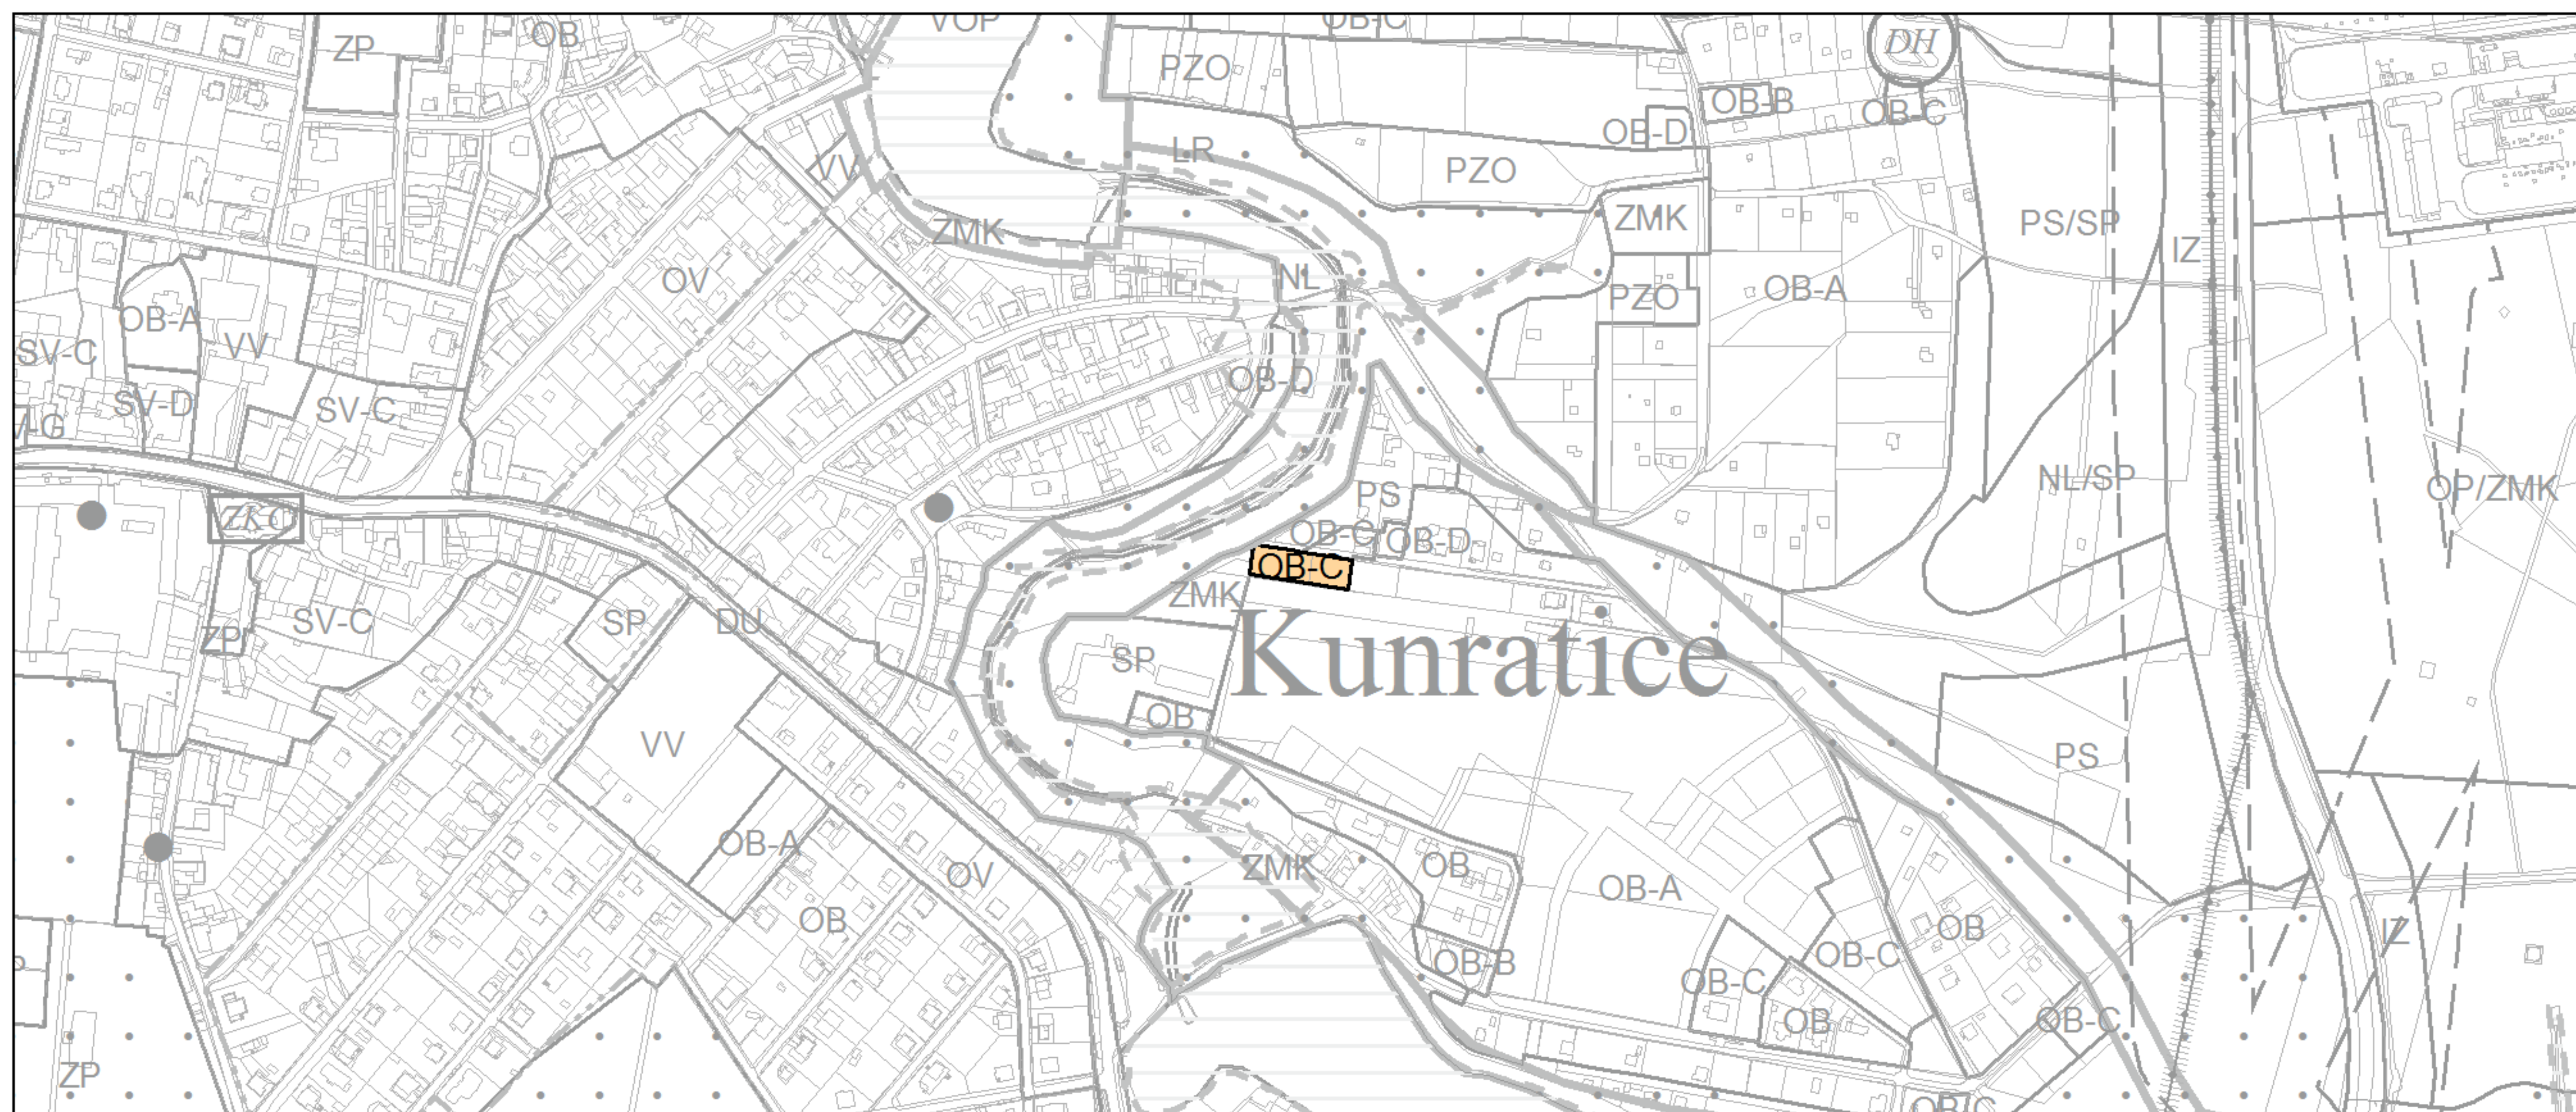 VOP
OB-C
ZP
OB
DH
PZO
OB-B
OB-C
OB-D
LR
VV
PZO
ZMK
ZMK
PS/SP
IZ
OV
NL
OB-A
PZO
OB-A
VV
SV-C
OB-D
SV-D
SV-C
NL/SP
OP/ZMK
PS
ZKC
OB-C
OB-D
OB-C
ZMK
SV-C
SP
DU
ZP
Kunratice
SP
OB
VV
PS
OB-A
ZMK
OB
OV
OB-A
OB
OB
IZ
OB-C
OB-B
OB-C
OB
OB-C
ZP
OB-C